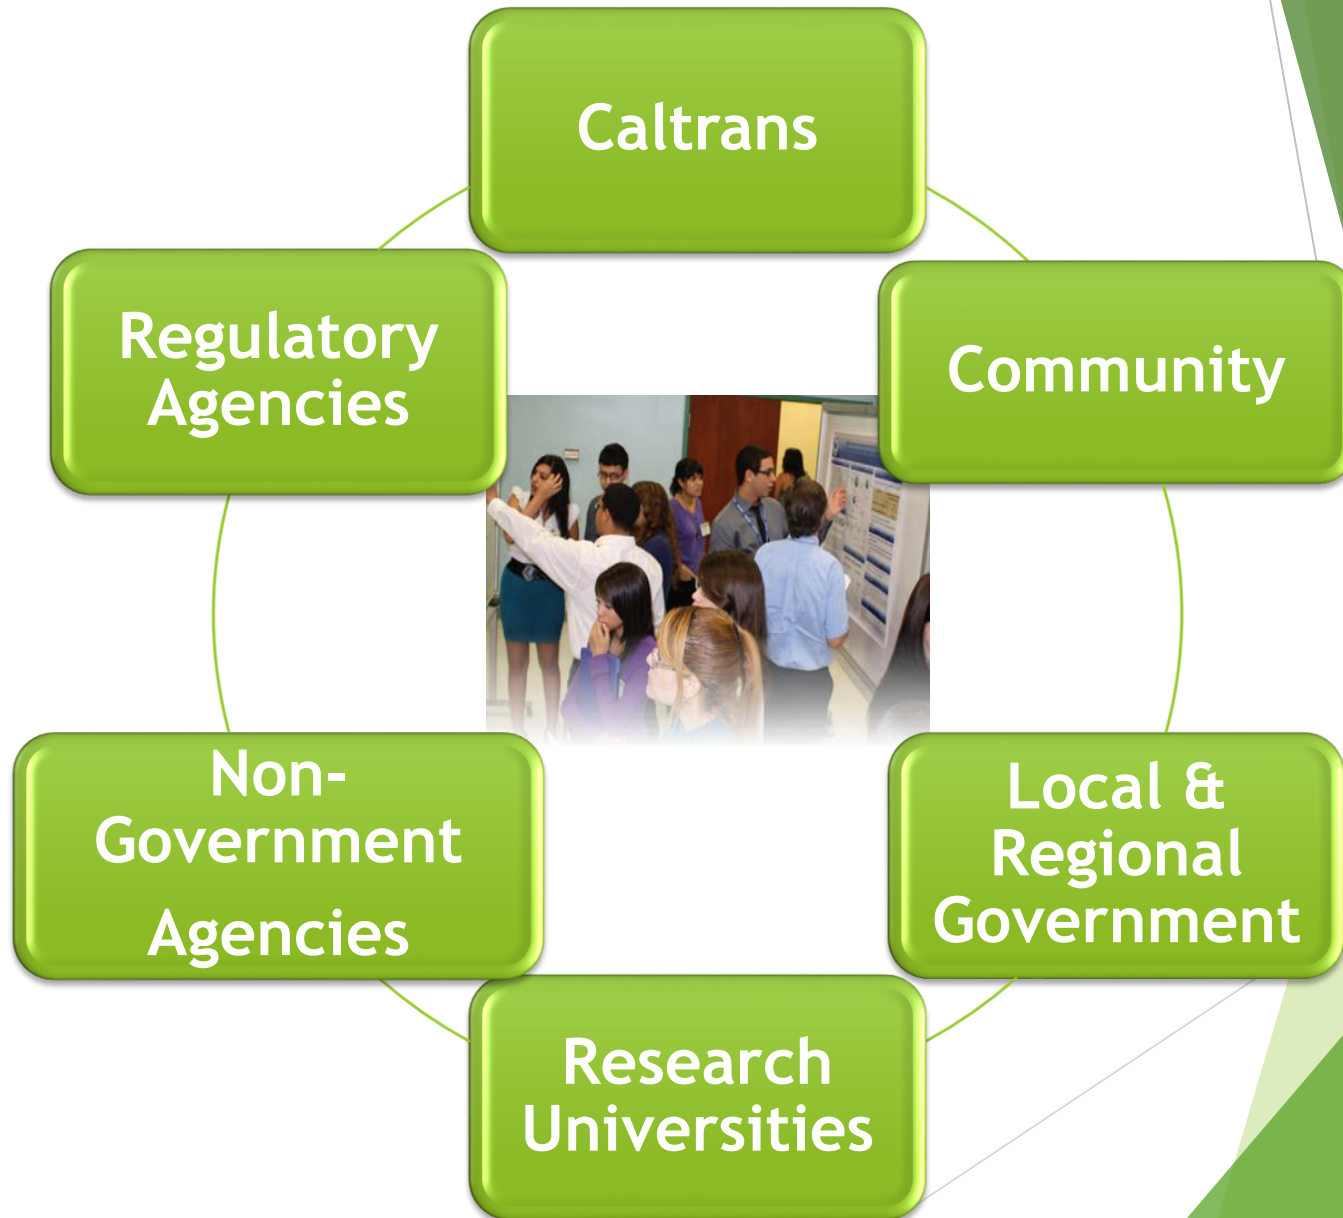 Caltrans
Regulatory
Agencies
Community
Non-
Government
Agencies
Local &
Regional
Government
Research
Universities